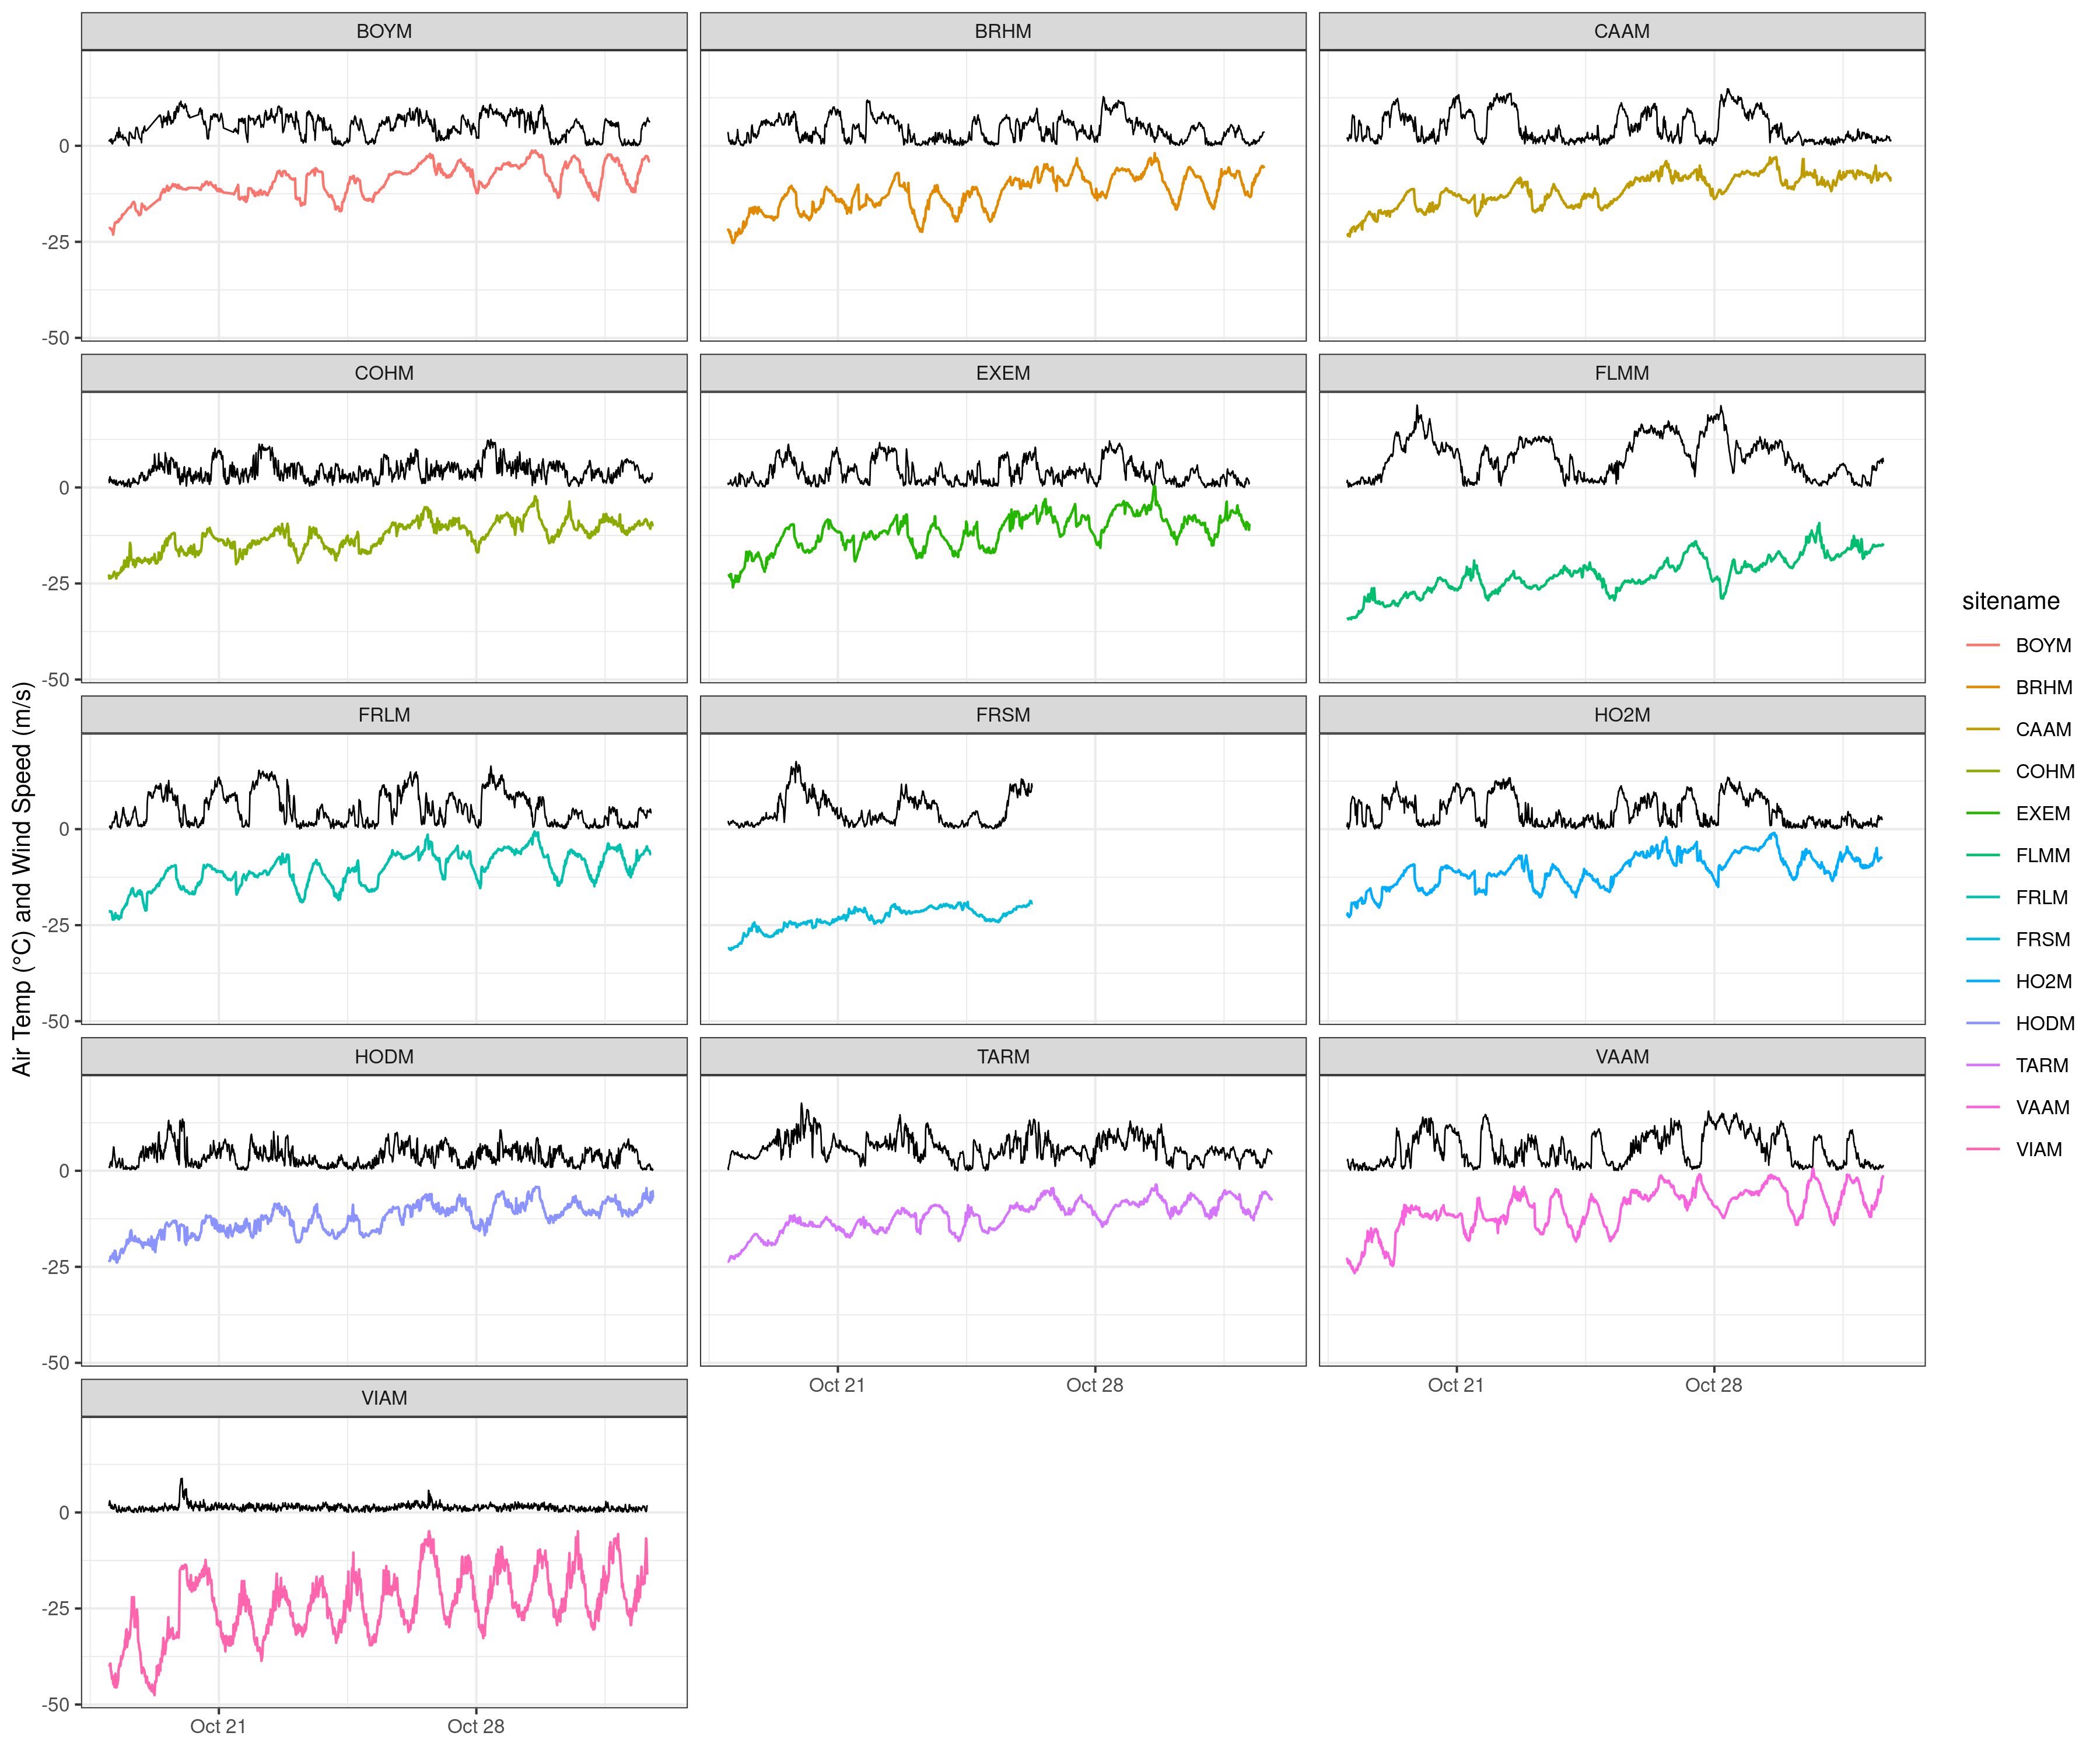 BOYM
BRHM
CAAM
0
-25
-50
COHM
EXEM
FLMM
0
-25
-50
FRLM
FRSM
HO2M
0
-25
-50
HODM
TARM
VAAM
0
-25
-50
Oct 21
Oct 28
Oct 21
Oct 28
VIAM
0
-25
-50
Oct 21
Oct 28
Air Temp (°C) and Wind Speed (m/s)
sitename
BOYM
BRHM
CAAM
COHM
EXEM
FLMM
FRLM
FRSM
HO2M
HODM
TARM
VAAM
VIAM